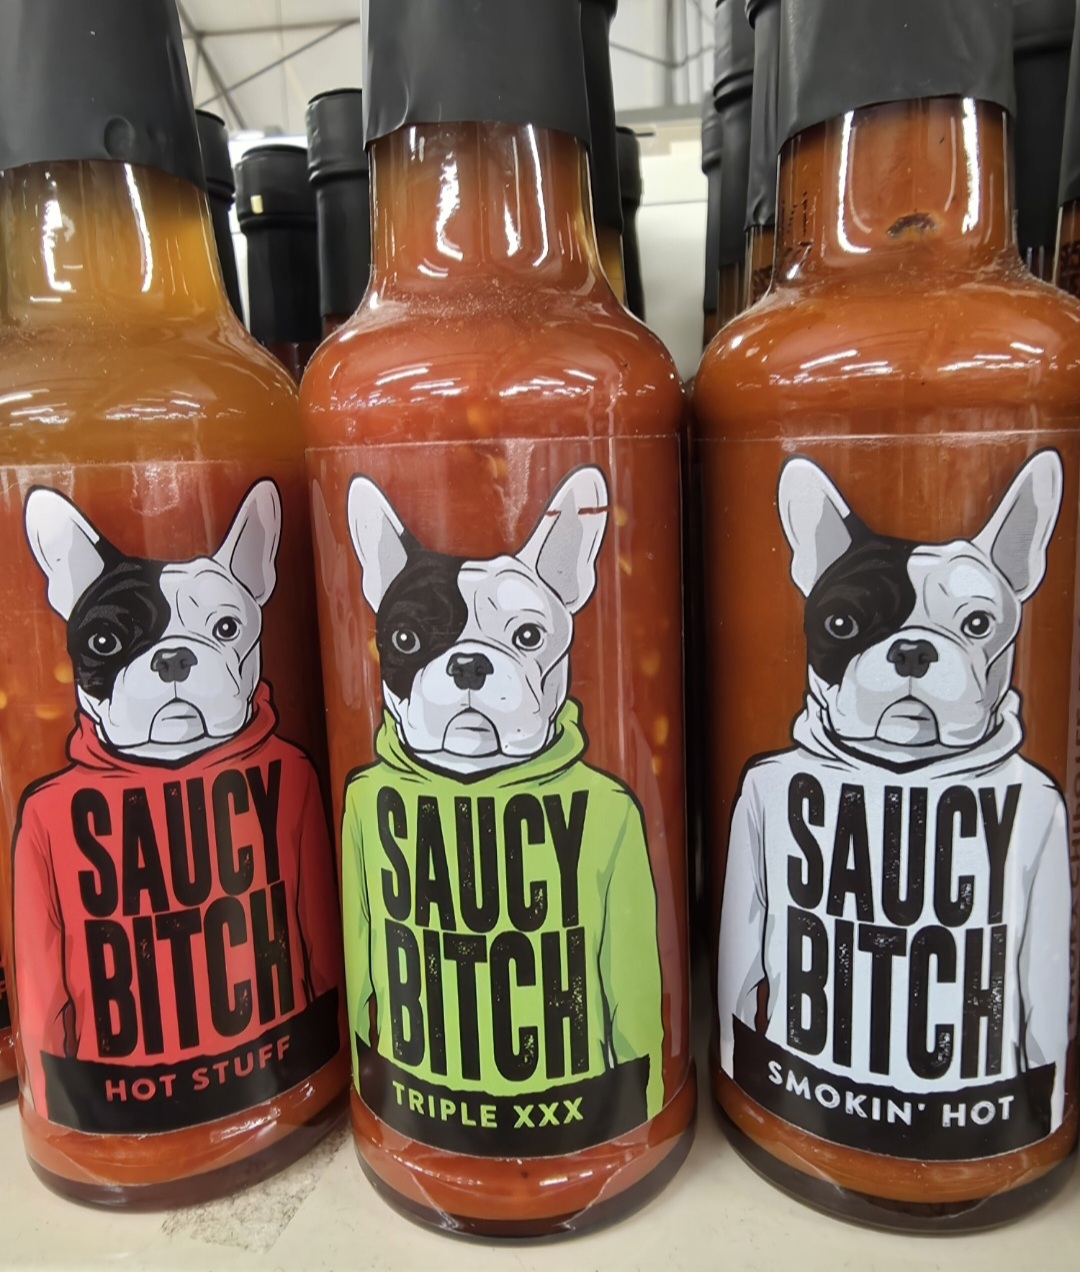 SAUCY
BITCH
HOT STUFF
SAUCY
BITCH
TRIPLE XXX
SAUCY
BITCH
SMOKIN' HOT